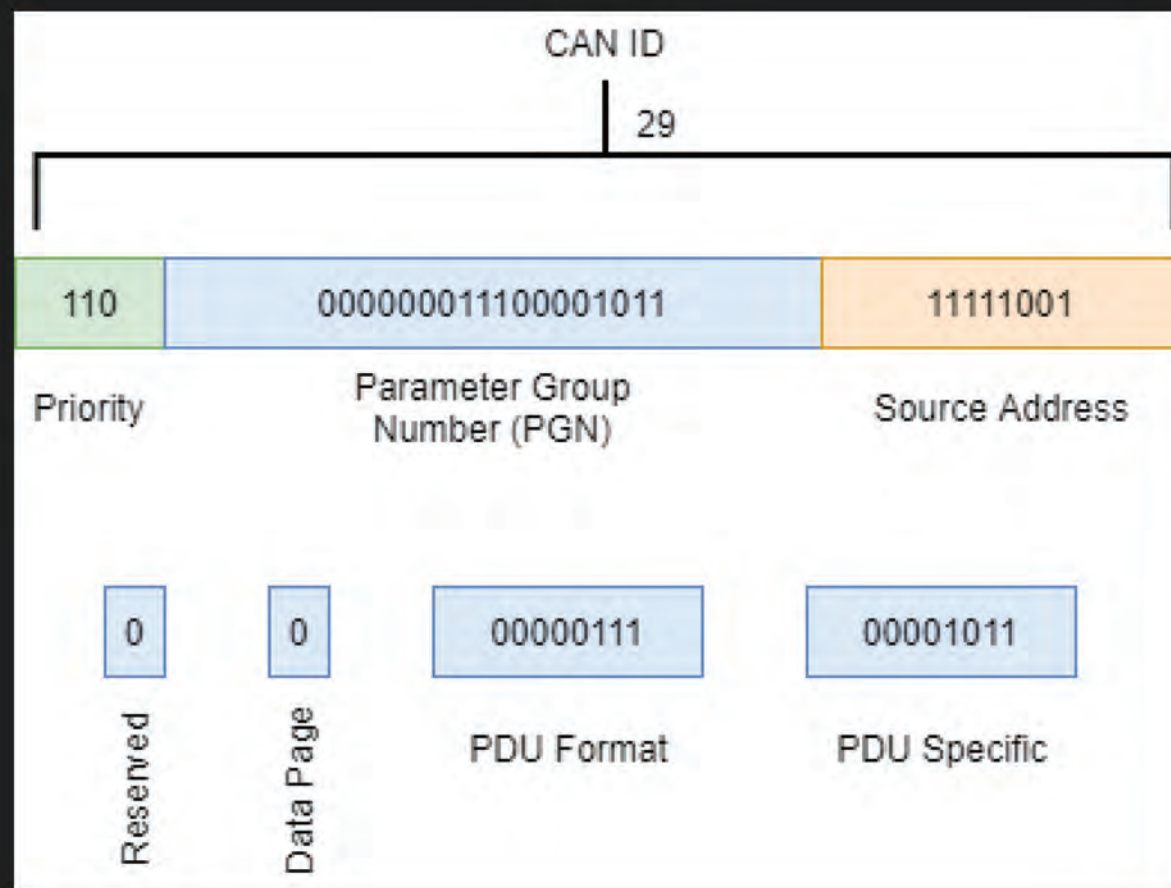 CAN ID
29
110
000000011100001011
11111001
Priority
Parameter Group
Number (PGN)
Source Address
0
0
00000111
00001011
Reserved
Data Page
PDU Format
PDU Specific